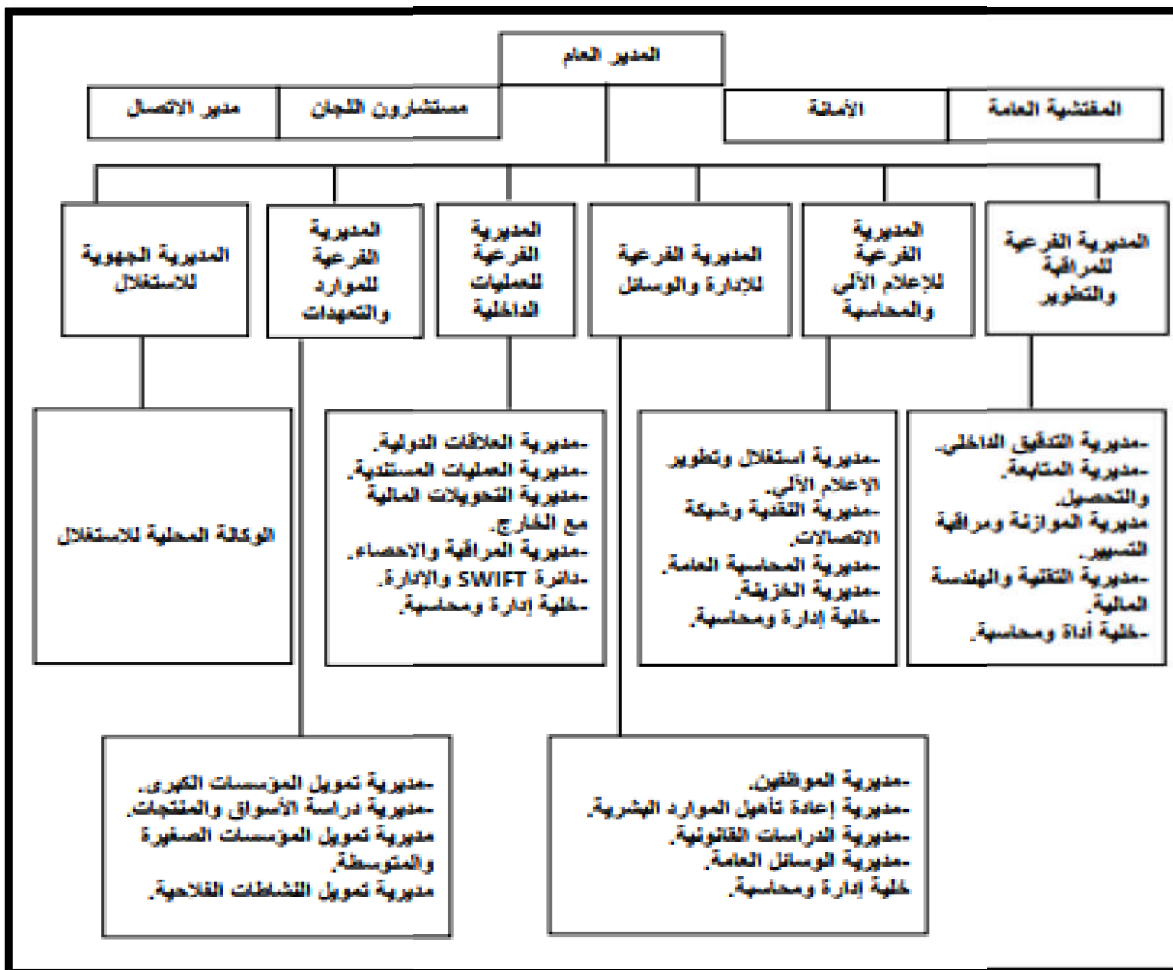 المدير العام
المفتشية العامة
الأمانة
مستشارون اللجان
مدير الاتصال
المديرية الفرعية
للمراقبة
والتطوير
المديرية
الفرعية
للإعلام الآلي
والمحاسبة
المديرية الفرعية
للإدارة والوسائل
المديرية
الفرعية
للعمليات
الداخلية
المديرية
الفرعية
للموارد
والتعهدات
المديرية الجهوية
للاستغلال
-مديرية التدقيق الداخلي.
-مديرية المتابعة.
والتحصيل.
مديرية الموازنة ومراقبة
التسيير.
-مديرية التقنية والهندسة
المالية.
-خلية أداة ومحاسبة.
-مديرية استغلال وتطوير
الإعلام الآلي.
-مديرية النقدية وشبكة
الاتصالات.
-مديرية المحاسبة العامة.
-مديرية الخزينة.
-خلية إدارة ومحاسبة.
-مديرية العلاقات الدولية.
-مديرية العمليات المستندية.
-مديرية التحويلات المالية
مع الخارج.
-مديرية المراقبة والاحصاء.
-دائرة SWIFT والإدارة.
-خلية إدارة ومحاسبة.
الوكالة المحلية للاستغلال
-مديرية الموظفين.
-مديرية إعادة تأهيل الموارد البشرية.
-مديرية الدراسات القانونية.
-مديرية الوسائل العامة.
خلية إدارة ومحاسبة.
-مديرية تمويل المؤسسات الكبرى.
-مديرية دراسة الأسواق والمنتجات.
مديرية تمويل المؤسسات الصغيرة
والمتوسطة.
مديرية تمويل النشاطات الفلاحية.